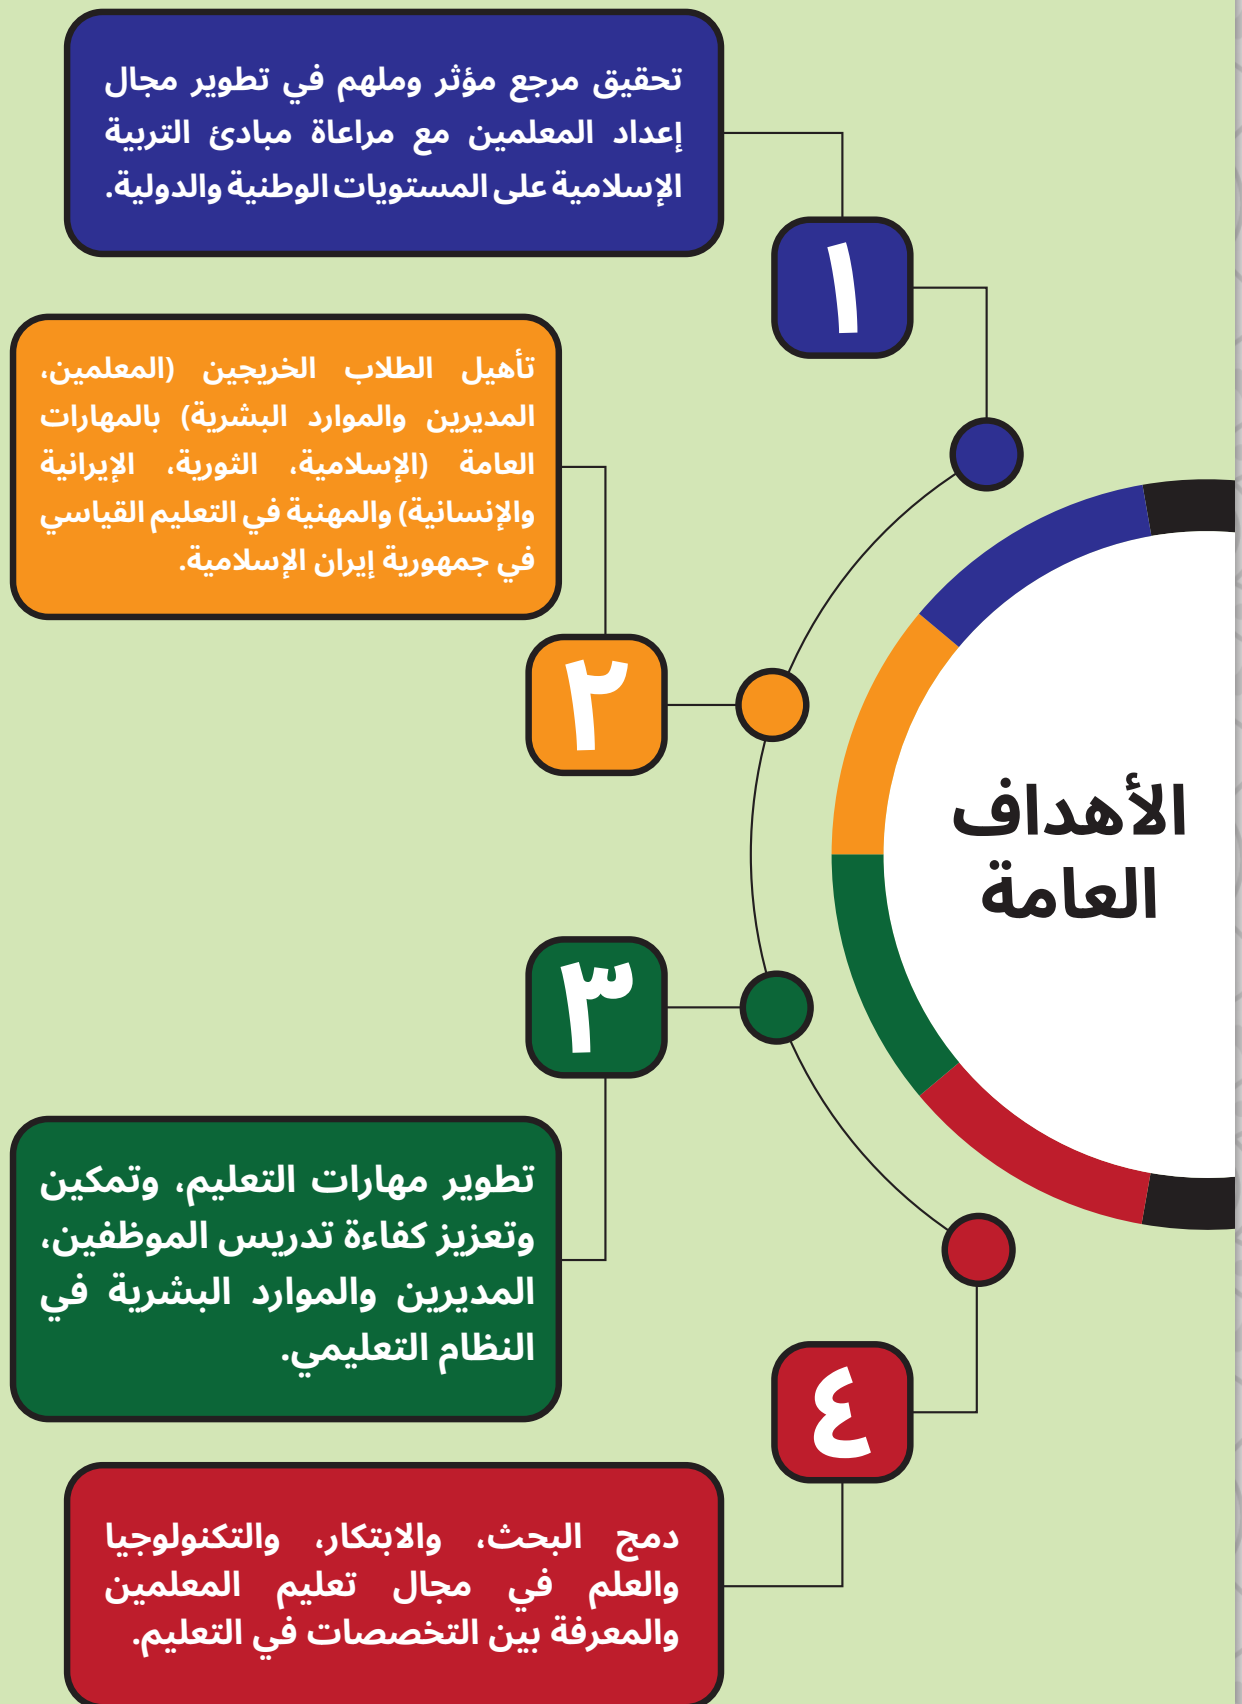 الأهداف
العامة
١
تحقيق مرجع مؤثر وملهم في تطوير مجال
إعداد المعلمين مع مراعاة مبادئ التربية
الإسلامية على المستويات الوطنية والدولية.
٢
تأهيل الطلاب الخريجين (المعلمين،
المديرين والموارد البشرية) بالمهارات
العامة (الإسلامية، الثورية، الإيرانية
والإنسانية) والمهنية في التعليم القياسي
في جمهورية إيران الإسلامية.
٣
تطوير مهارات التعليم، وتمكين
وتعزيز كفاءة تدريس الموظفين،
المديرين والموارد البشرية في
النظام التعليمي.
٤
دمج البحث، والابتكار، والتكنولوجيا
والعلم في مجال تعليم المعلمين
والمعرفة بين التخصصات في التعليم.